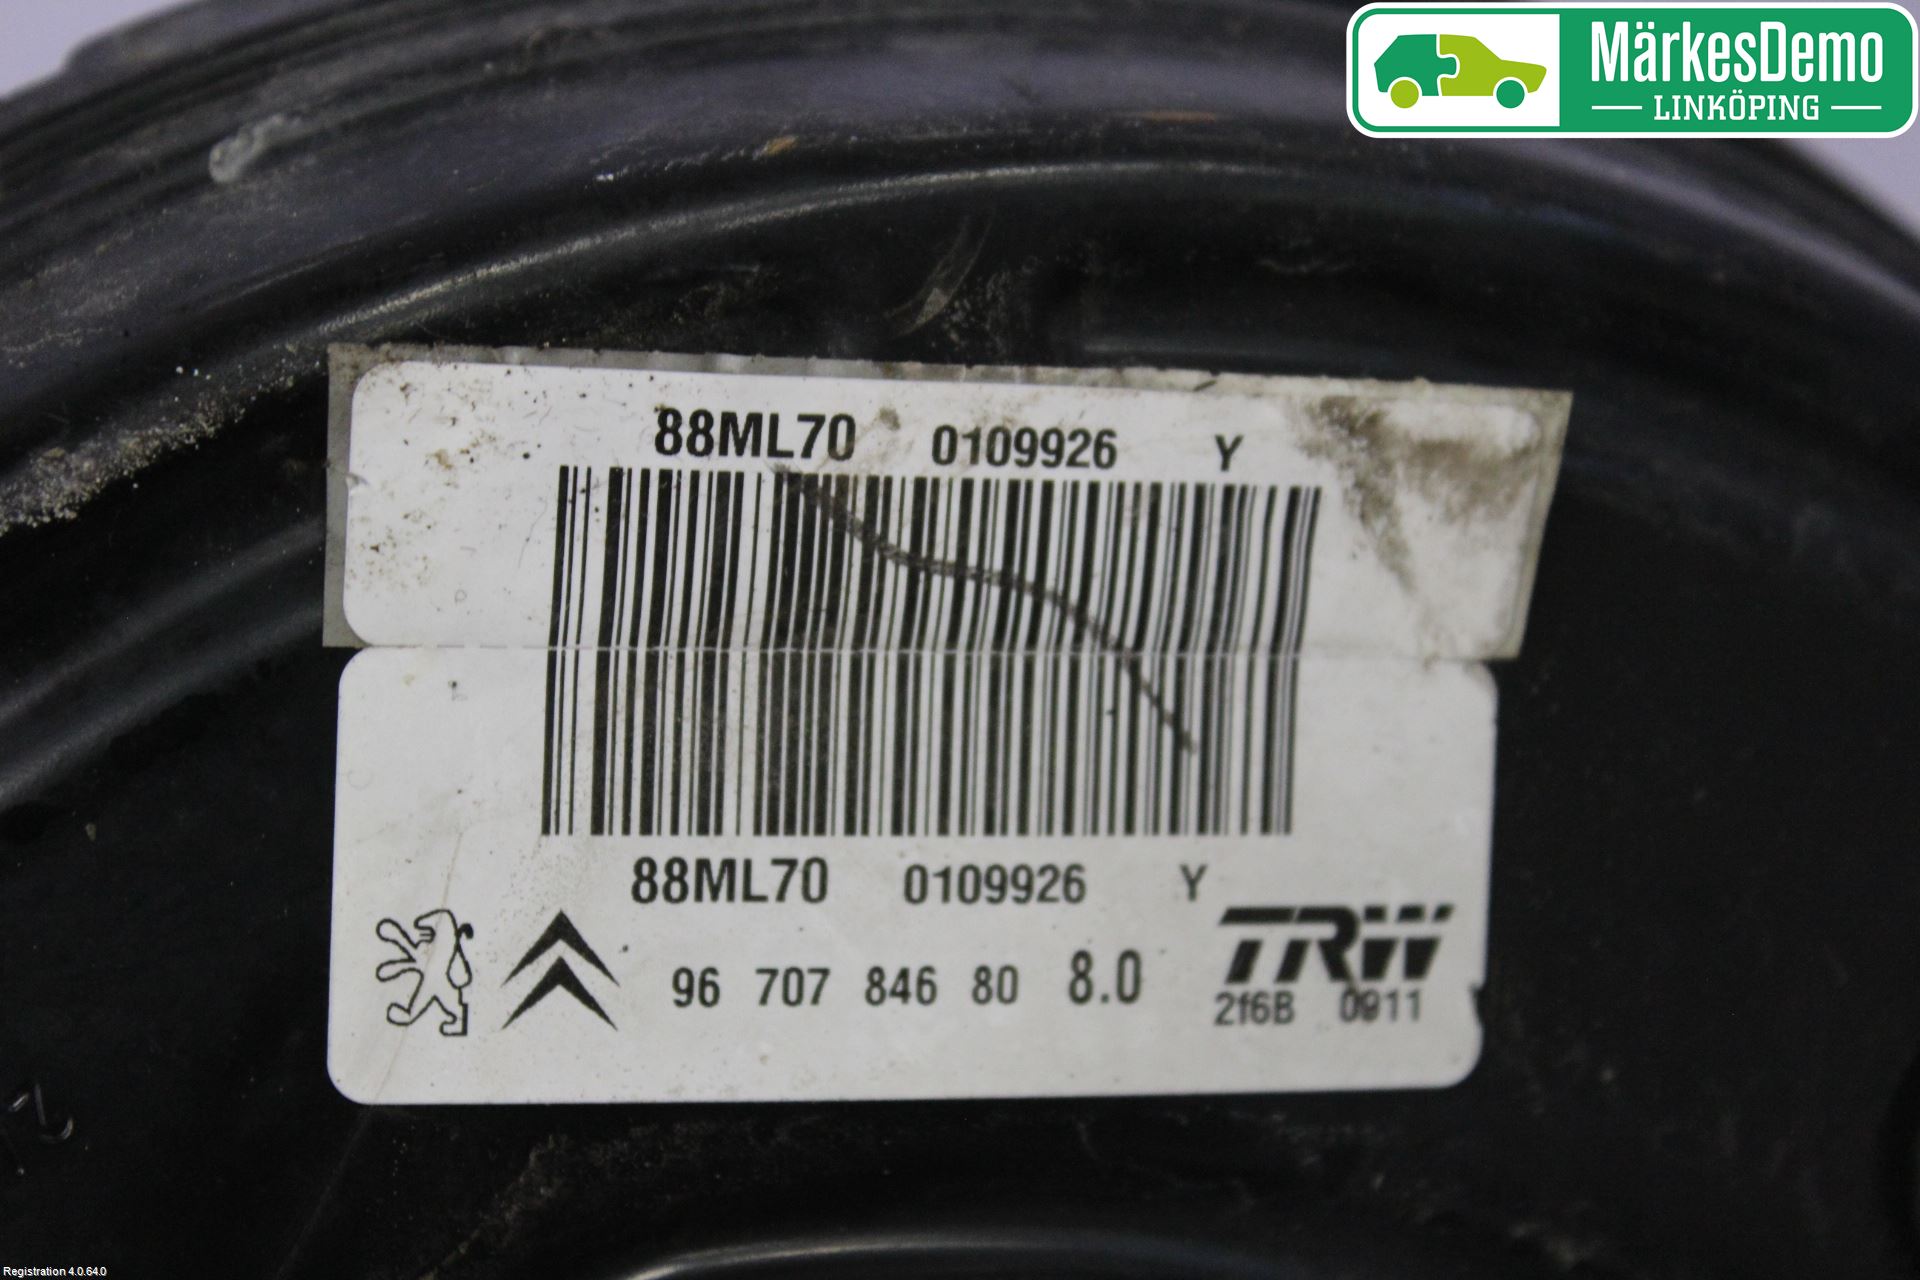 MärkesDemo
LINKÖPING
88ML70 0109926 Y
88ML70 0109926 Y
TRW
96 707 846 80 8.0
2f6B 0911
Registration 4.0.64.0